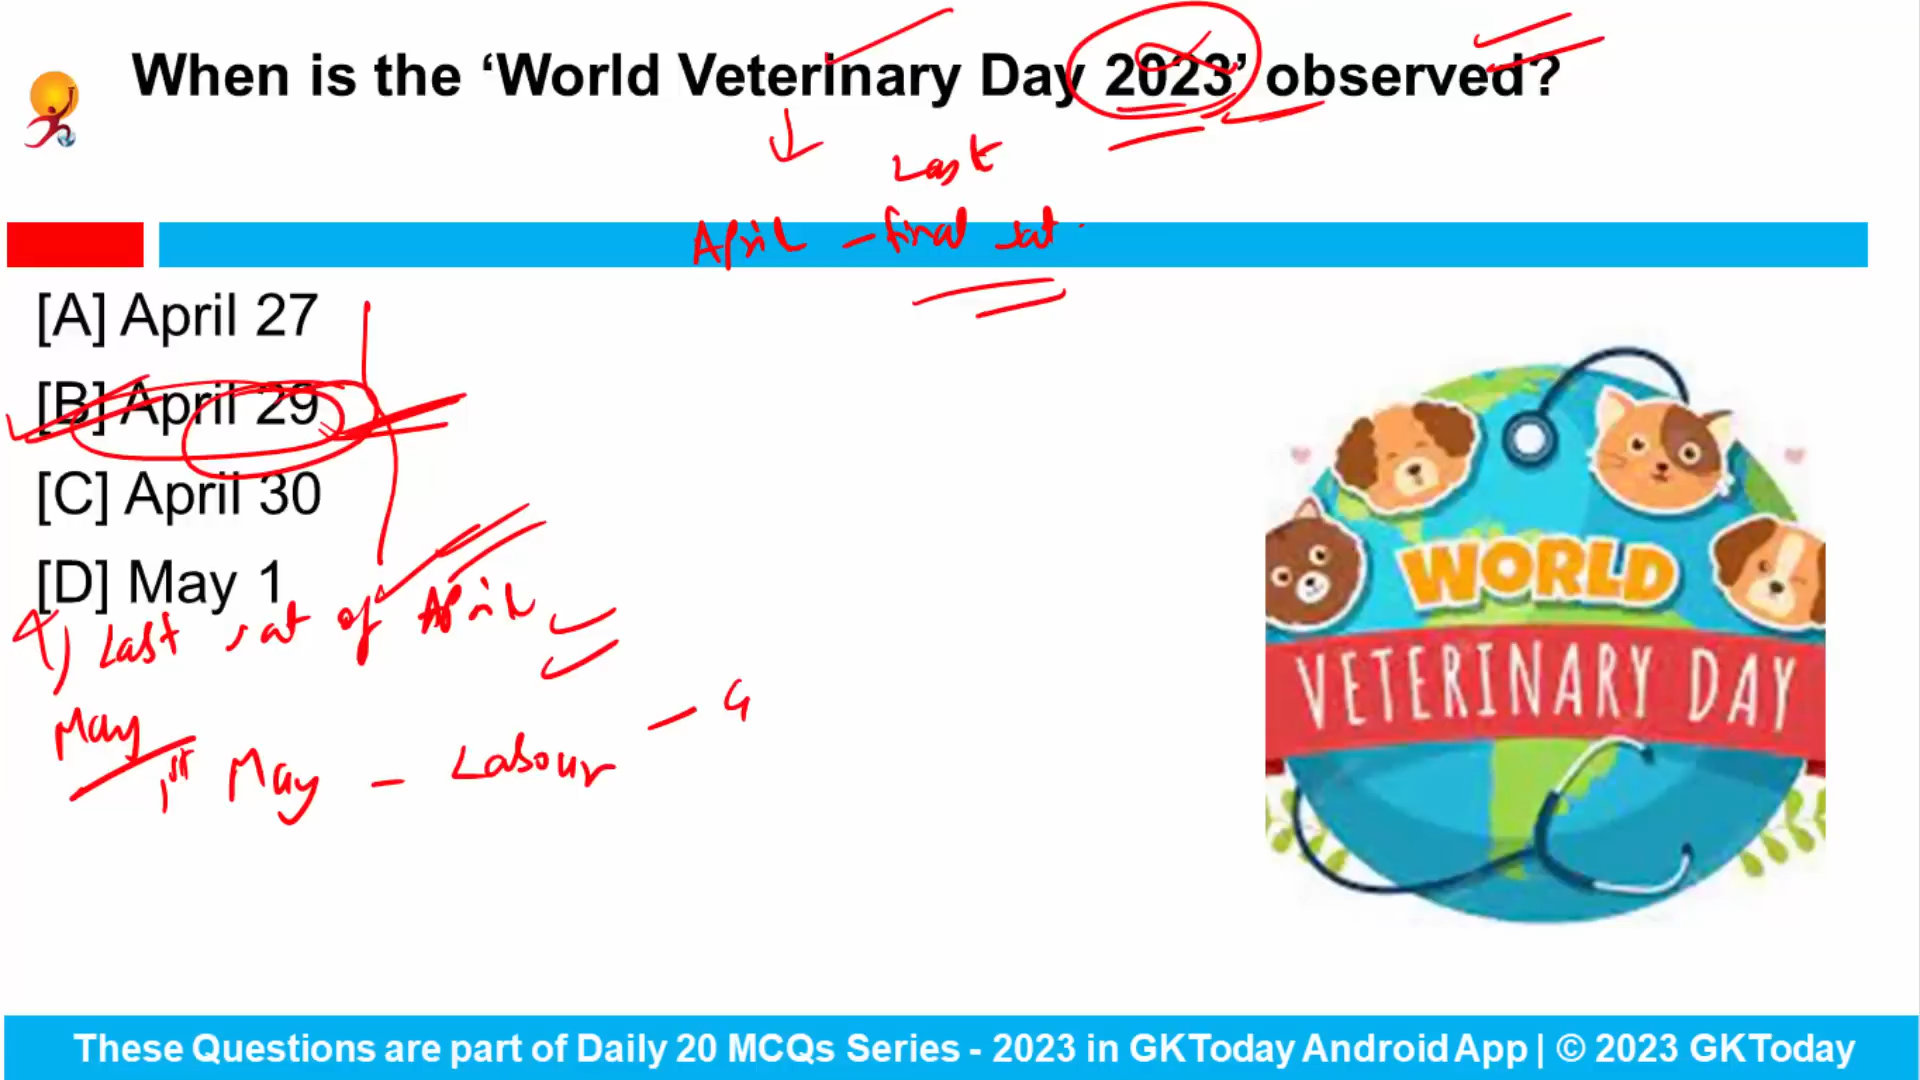 When is the ‘World Veterinary Day 2023’ observed?
Last
April - final sat
[A] April 27
[B] April 29
[C] April 30
[D] May 1
Last sat of April
May
1st May - Labour -
WORLD
VETERINARY DAY
These Questions are part of Daily 20 MCQs Series - 2023 in GKToday Android App | © 2023 GKToday